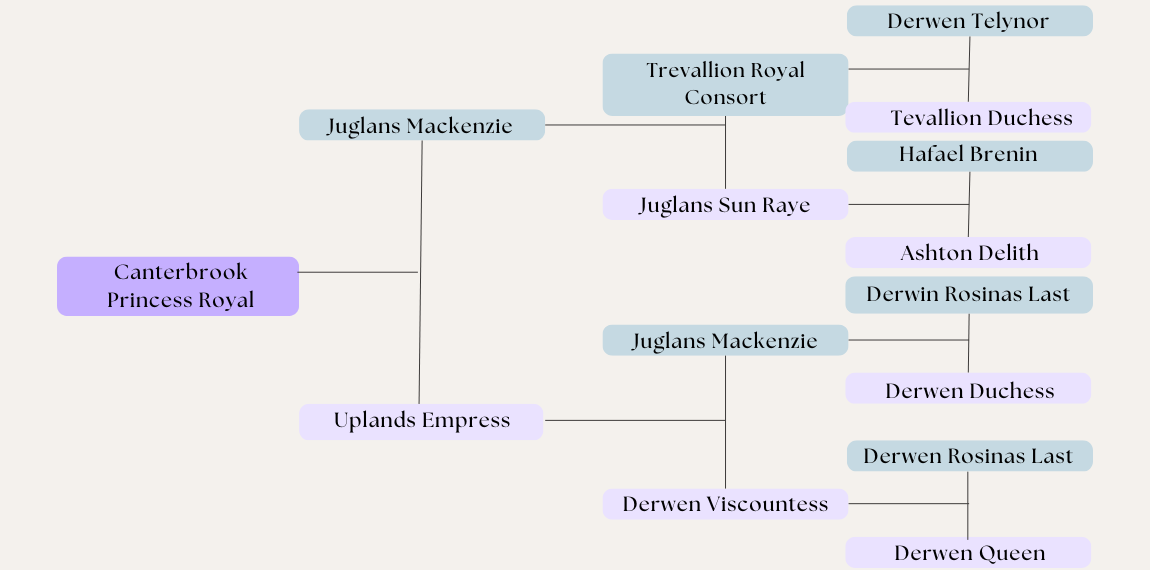 Derwen Telynor
Trevallion Royal
Consort
Tevallion Duchess
Juglans Mackenzie
Hafael Brenin
Juglans Sun Raye
Ashton Delith
Canterbrook
Princess Royal
Derwin Rosinas Last
Juglans Mackenzie
Derwen Duchess
Uplands Empress
Derwen Rosinas Last
Derwen Viscountess
Derwen Queen